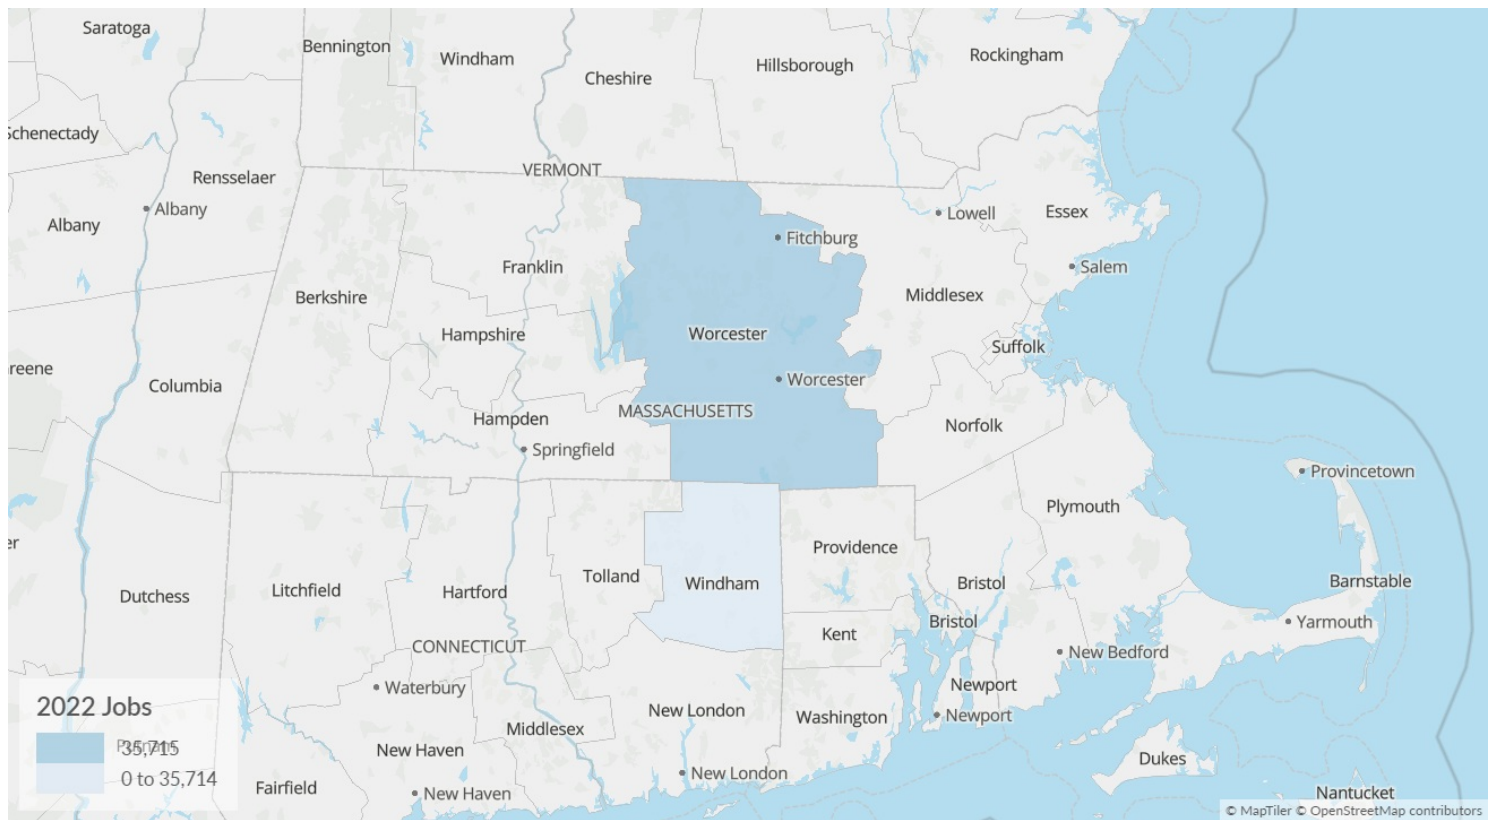 Saratoga
Bennington
Windham
Cheshire
Hillsborough
Rockingham
Schenectady
VERMONT
Rensselaer
Albany
Albany
Lowell
Essex
Fitchburg
Franklin
Salem
Berkshire
Middlesex
Hampshire
Worcester
Suffolk
reene
Columbia
Worcester
MASSACHUSETTS
Hampden
Norfolk
Springfield
Provincetown
Plymouth
er
Providence
Tolland
Windham
Bristol
Barnstable
Dutchess
Litchfield
Hartford
Bristol
Yarmouth
Kent
CONNECTICUT
New Bedford
Waterbury
Newport
New London
Washington
Newport
Middlesex
New Haven
Dukes
New London
Fairfield
New Haven
Nantucket
2022 Jobs
35,715
0 to 35,714
© MapTiler © OpenStreetMap contributors